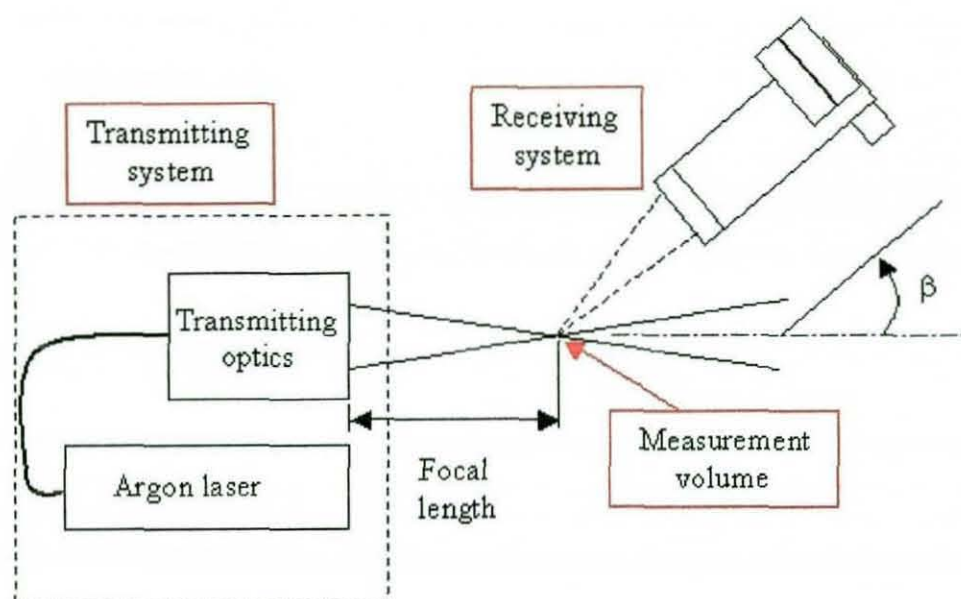 Transmitting
system
Receiving
system
Transmitting
optics
β
Argon laser
Focal
length
Measurement
volume